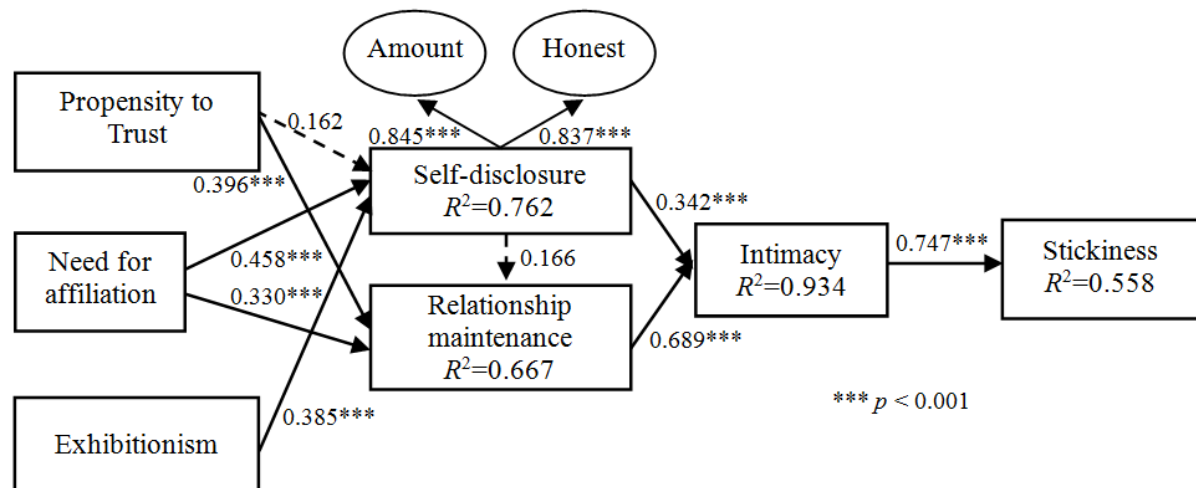 Amount
Honest
Propensity to
Trust
0.162
0.845***
0.837***
0.396***
Self-disclosure
R²=0.762
0.342***
Need for
affiliation
0.458***
0.330***
0.166
Intimacy
R²=0.934
0.747***
Stickiness
R²=0.558
Relationship
maintenance
R²=0.667
0.689***
Exhibitionism
0.385***
*** p < 0.001